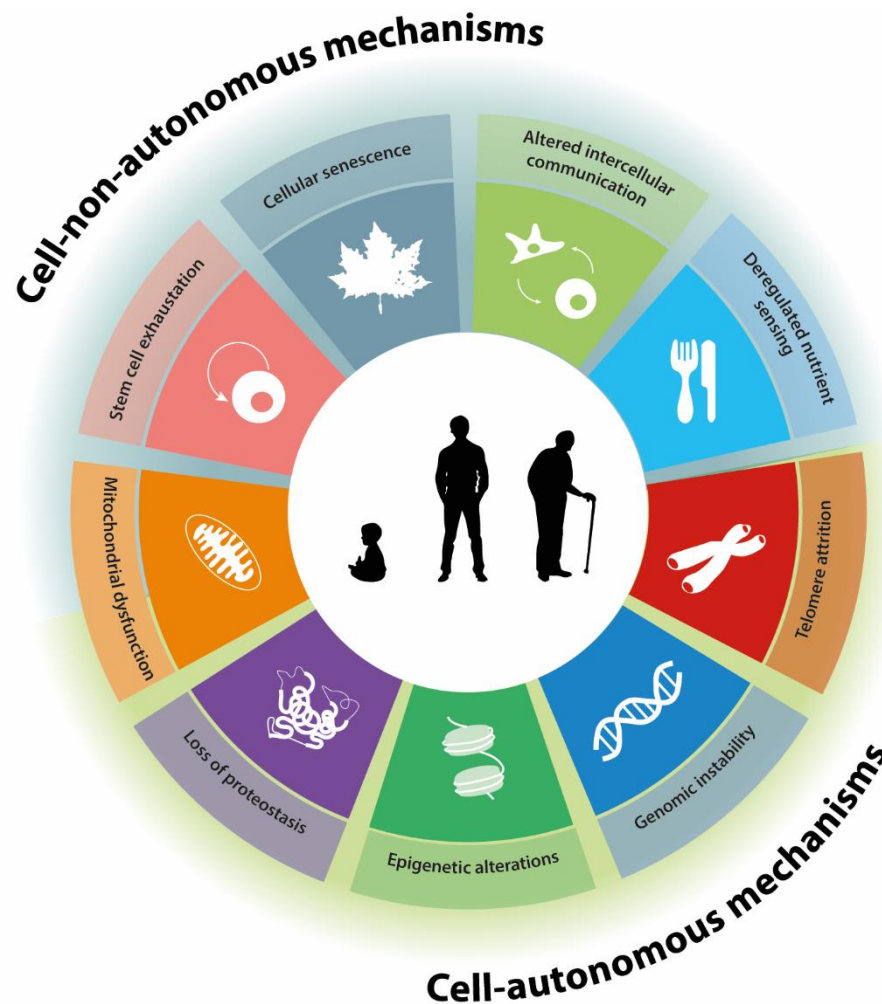 Cell-non-autonomous mechanisms
Cellular senescence
Altered intercellular
communication
Deregulated nutrient
sensing
Stem cell exhaustation
Mitochondrial dysfunction
Telomere attrition
Loss of proteostasis
Epigenetic alterations
Genomic instability
Cell-autonomous mechanisms